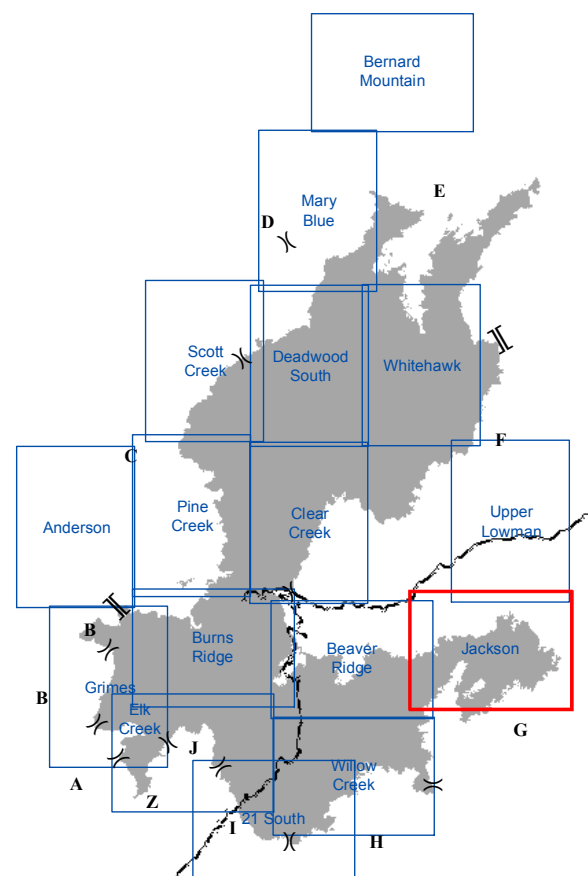 Bernard
Mountain
E
Mary
Blue
D
Scott
Creek
Deadwood
South
Whitehawk
F
C
Pine
Creek
Anderson
Clear
Creek
Upper
Lowman
B
Burns
Ridge
Beaver
Ridge
Jackson
B
Grimes
Elk
Creek
G
J
A
Z
Willow
Creek
I
21 South
H